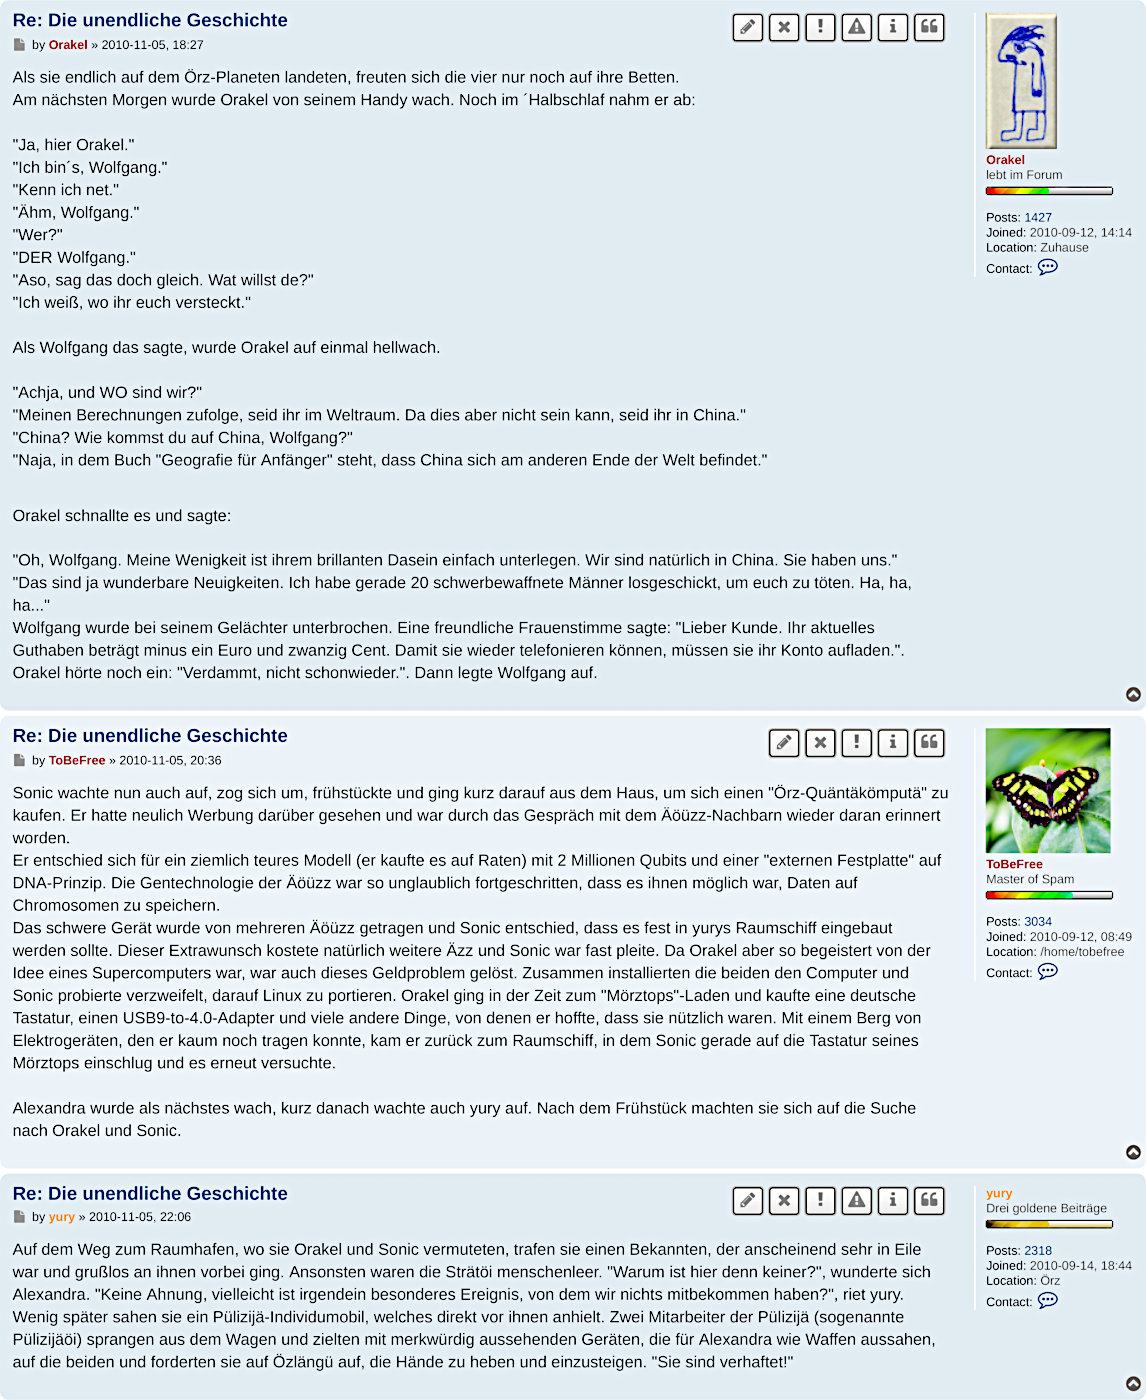 Re: Die unendliche Geschichte
by Orakel » 2010-11-05, 18:27
Als sie endlich auf dem Örz-Planeten landeten, freuten sich die vier nur noch auf ihre Betten.
Am nächsten Morgen wurde Orakel von seinem Handy wach. Noch im ´Halbschlaf nahm er ab:
"Ja, hier Orakel."
"Ich bin´s, Wolfgang."
"Kenn ich net."
"Ähm, Wolfgang."
"Wer?"
"DER Wolfgang."
"Aso, sag das doch gleich. Wat willst de?"
"Ich weiß, wo ihr euch versteckt."
Als Wolfgang das sagte, wurde Orakel auf einmal hellwach.
"Achja, und WO sind wir?"
"Meinen Berechnungen zufolge, seid ihr im Weltraum. Da dies aber nicht sein kann, seid ihr in China."
"China? Wie kommst du auf China, Wolfgang?"
"Naja, in dem Buch "Geografie für Anfänger" steht, dass China sich am anderen Ende der Welt befindet."
Orakel schnallte es und sagte:
"Oh, Wolfgang. Meine Wenigkeit ist ihrem brillanten Dasein einfach unterlegen. Wir sind natürlich in China. Sie haben uns."
"Das sind ja wunderbare Neuigkeiten. Ich habe gerade 20 schwerbewaffnete Männer losgeschickt, um euch zu töten. Ha, ha,
ha..."
Wolfgang wurde bei seinem Gelächter unterbrochen. Eine freundliche Frauenstimme sagte: "Lieber Kunde. Ihr aktuelles
Guthaben beträgt minus ein Euro und zwanzig Cent. Damit sie wieder telefonieren können, müssen sie ihr Konto aufladen.".
Orakel hörte noch ein: "Verdammt, nicht schonwieder.". Dann legte Wolfgang auf.
Orakel
lebt im Forum
Posts: 1427
Joined: 2010-09-12, 14:14
Location: Zuhause
Contact:
Re: Die unendliche Geschichte
by ToBeFree » 2010-11-05, 20:36
Sonic wachte nun auch auf, zog sich um, frühstückte und ging kurz darauf aus dem Haus, um sich einen "Örz-Quäntäkömputä" zu
kaufen. Er hatte neulich Werbung darüber gesehen und war durch das Gespräch mit dem Äöüzz-Nachbarn wieder daran erinnert
worden.
Er entschied sich für ein ziemlich teures Modell (er kaufte es auf Raten) mit 2 Millionen Qubits und einer "externen Festplatte" auf
DNA-Prinzip. Die Gentechnologie der Äöüzz war so unglaublich fortgeschritten, dass es ihnen möglich war, Daten auf
Chromosomen zu speichern.
Das schwere Gerät wurde von mehreren Äöüzz getragen und Sonic entschied, dass es fest in yurys Raumschiff eingebaut
werden sollte. Dieser Extrawunsch kostete natürlich weitere Äzz und Sonic war fast pleite. Da Orakel aber so begeistert von der
Idee eines Supercomputers war, war auch dieses Geldproblem gelöst. Zusammen installierten die beiden den Computer und
Sonic probierte verzweifelt, darauf Linux zu portieren. Orakel ging in der Zeit zum "Mörztops"-Laden und kaufte eine deutsche
Tastatur, einen USB9-to-4.0-Adapter und viele andere Dinge, von denen er hoffte, dass sie nützlich waren. Mit einem Berg von
Elektrogeräten, den er kaum noch tragen konnte, kam er zurück zum Raumschiff, in dem Sonic gerade auf die Tastatur seines
Mörztops einschlug und es erneut versuchte.
Alexandra wurde als nächstes wach, kurz danach wachte auch yury auf. Nach dem Frühstück machten sie sich auf die Suche
nach Orakel und Sonic.
ToBeFree
Master of Spam
Posts: 3034
Joined: 2010-09-12, 08:49
Location: /home/tobefree
Contact:
Re: Die unendliche Geschichte
by yury » 2010-11-05, 22:06
Auf dem Weg zum Raumhafen, wo sie Orakel und Sonic vermuteten, trafen sie einen Bekannten, der anscheinend sehr in Eile
war und grußlos an ihnen vorbei ging. Ansonsten waren die Strätöi menschenleer. "Warum ist hier denn keiner?", wunderte sich
Alexandra. "Keine Ahnung, vielleicht ist irgendein besonderes Ereignis, von dem wir nichts mitbekommen haben?", riet yury.
Wenig später sahen sie ein Pülizijä-Individumobil, welches direkt vor ihnen anhielt. Zwei Mitarbeiter der Pülizijä (sogenannte
Pülizijäöi) sprangen aus dem Wagen und zielten mit merkwürdig aussehenden Geräten, die für Alexandra wie Waffen aussahen,
auf die beiden und forderten sie auf Özlängü auf, die Hände zu heben und einzusteigen. "Sie sind verhaftet!"
yury
Drei goldene Beiträge
Posts: 2318
Joined: 2010-09-14, 18:44
Location: Örz
Contact: